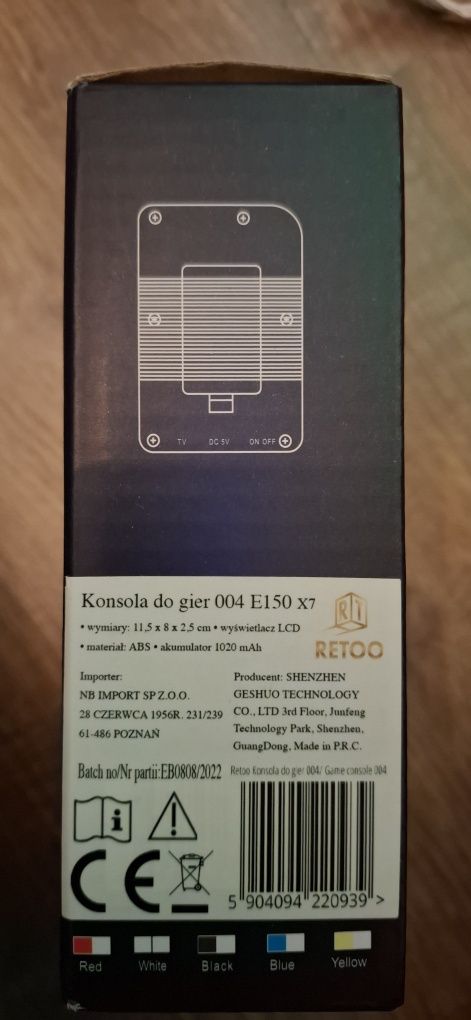 TV DC 5V ON OFF
Konsola do gier 004 E150 X7
• wymiary: 11,5 x 8 x 2,5 cm • wyświetlacz LCD
• materiał: ABS • akumulator 1020 mAh
RT
RETOO
Importer:
NB IMPORT SP Z.O.O.
28 CZERWCA 1956R. 231/239
61-486 POZNAŃ
Producent: SHENZHEN
GESHUO TECHNOLOGY
CO., LTD 3rd Floor, Junfeng
Technology Park, Shenzhen,
GuangDong, Made in P.R.C.
Batch no/Nr partii:EB0808/2022
Retoo Konsola do gier 004/ Game console 004
i
CE
5 904094 220939 >
Red White Black Blue Yellow